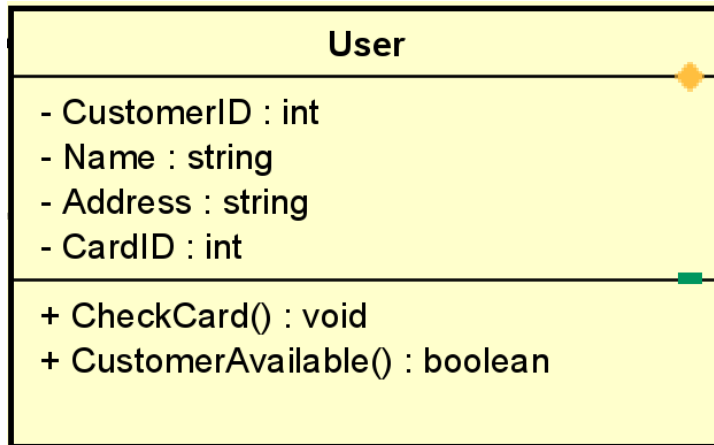 User
- CustomerID : int
- Name : string
- Address : string
- CardID : int
+ CheckCard() : void
+ CustomerAvailable() : boolean